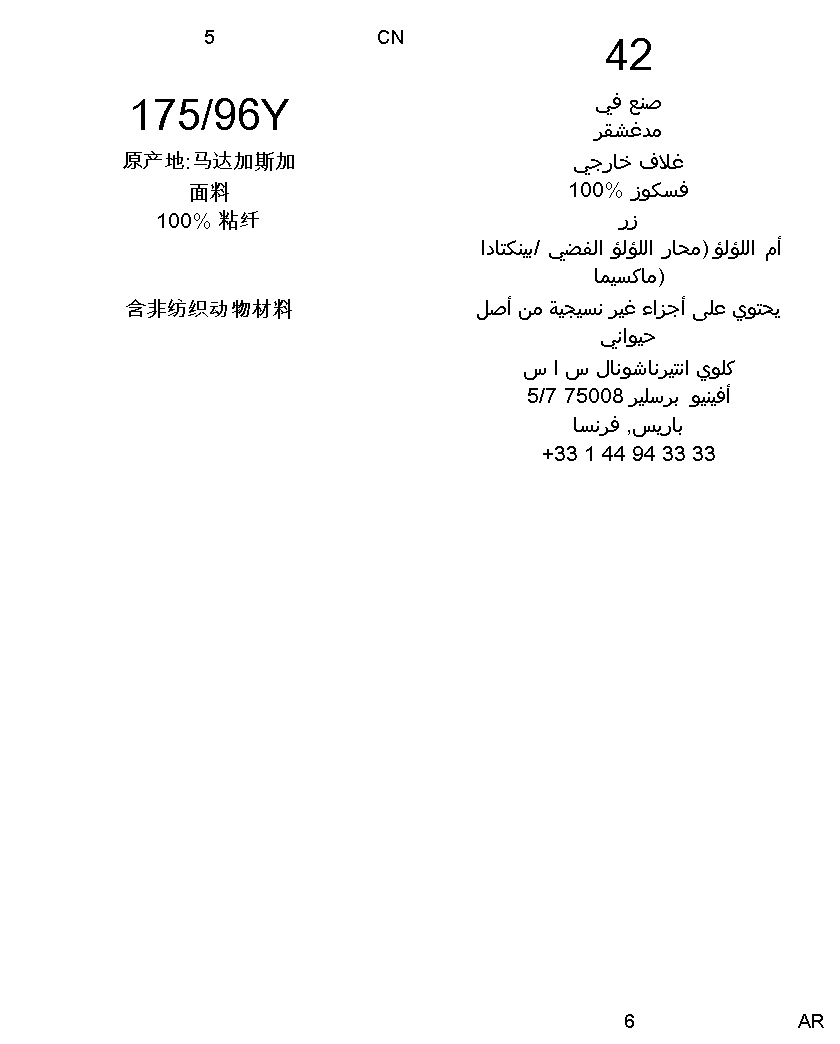 5
CN
175/96Y
原产地:马达加斯加
面料
100% 粘纤
含非纺织动物材料
42
صنع في
مدغشقر
غلاف خارجي
فسكوز %100
زر
أم اللؤلؤ (محار اللؤلؤ الفضي /بينكتادا
ماكسيما)
يحتوي على أجزاء غير نسيجية من أصل
حيواني
كلوي انتيرناشونال س ا س
أفينيو برسلير 75008 5/7
باريس, فرنسا
+33 1 44 94 33 33
6
AR